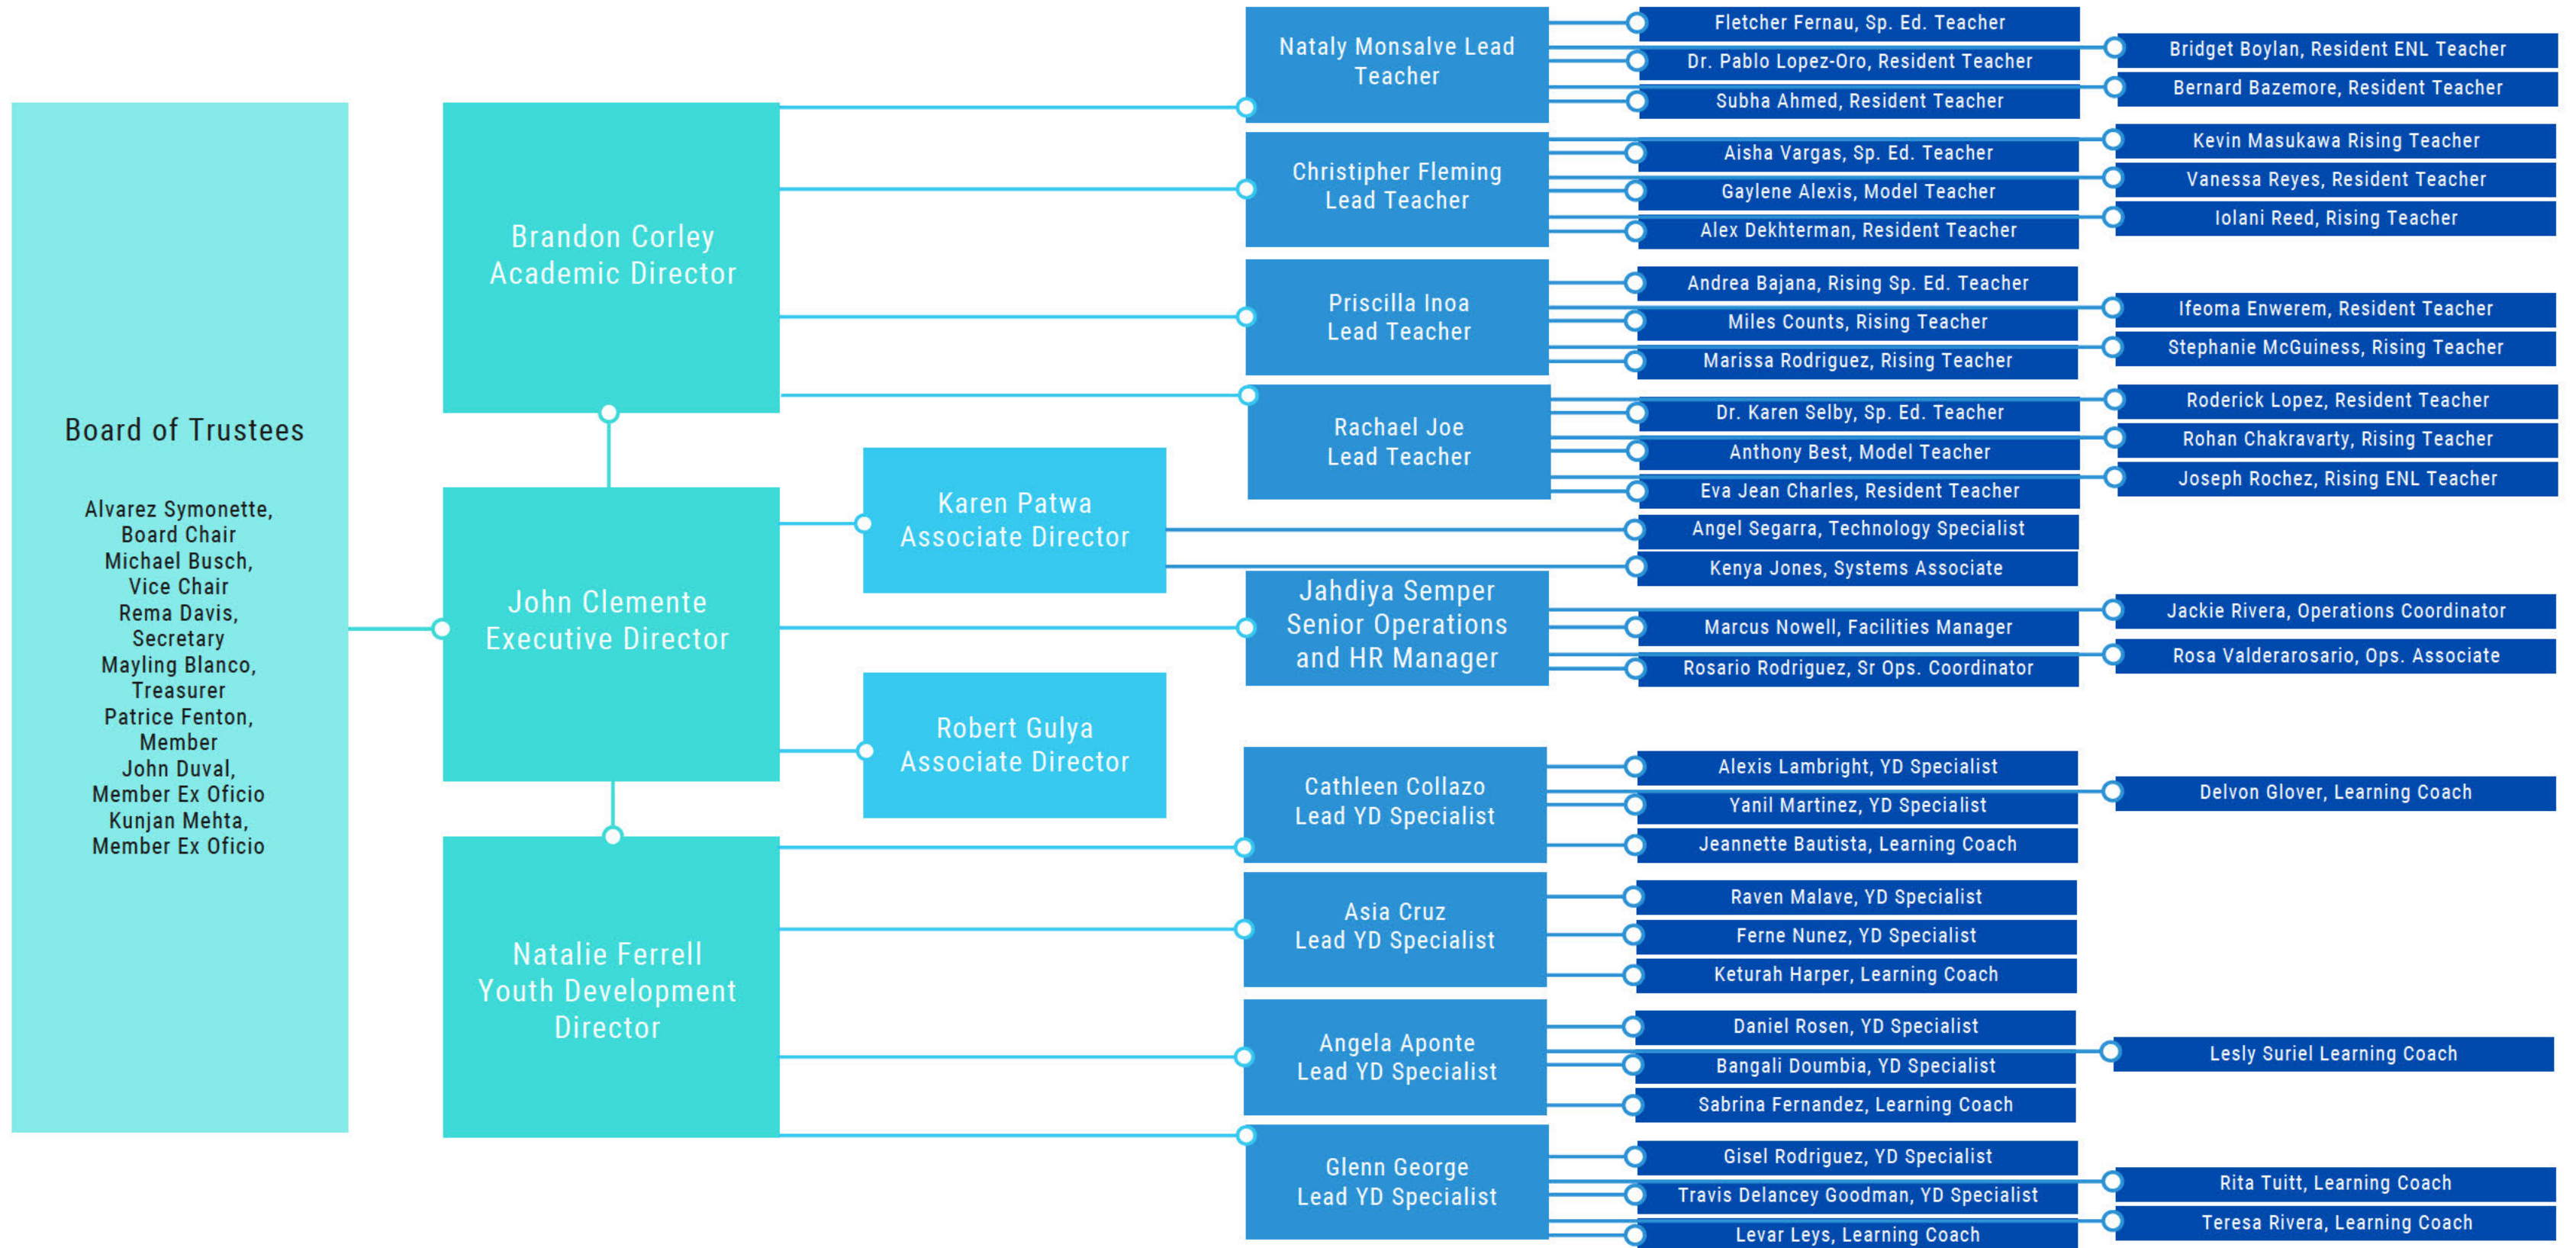 Board of Trustees
Alvarez Symonette,
Board Chair
Michael Busch,
Vice Chair
Rema Davis,
Secretary
Mayling Blanco,
Treasurer
Patrice Fenton,
Member
John Duval,
Member Ex Oficio
Kunjan Mehta,
Member Ex Oficio
Brandon Corley
Academic Director
John Clemente
Executive Director
Natalie Ferrell
Youth Development
Director
Karen Patwa
Associate Director
Robert Gulya
Associate Director
Nataly Monsalve Lead
Teacher
Fletcher Fernau, Sp. Ed. Teacher
Dr. Pablo Lopez-Oro, Resident Teacher
Subha Ahmed, Resident Teacher
Bridget Boylan, Resident ENL Teacher
Bernard Bazemore, Resident Teacher
Christipher Fleming
Lead Teacher
Aisha Vargas, Sp. Ed. Teacher
Gaylene Alexis, Model Teacher
Alex Dekhterman, Resident Teacher
Kevin Masukawa Rising Teacher
Vanessa Reyes, Resident Teacher
Iolani Reed, Rising Teacher
Priscilla Inoa
Lead Teacher
Andrea Bajana, Rising Sp. Ed. Teacher
Miles Counts, Rising Teacher
Marissa Rodriguez, Rising Teacher
Ifeoma Enwerem, Resident Teacher
Stephanie McGuiness, Rising Teacher
Rachael Joe
Lead Teacher
Dr. Karen Selby, Sp. Ed. Teacher
Anthony Best, Model Teacher
Eva Jean Charles, Resident Teacher
Roderick Lopez, Resident Teacher
Rohan Chakravarty, Rising Teacher
Joseph Rochez, Rising ENL Teacher
Angel Segarra, Technology Specialist
Kenya Jones, Systems Associate
Jahdiya Semper
Senior Operations
and HR Manager
Marcus Nowell, Facilities Manager
Rosario Rodriguez, Sr Ops. Coordinator
Jackie Rivera, Operations Coordinator
Rosa Valderarosario, Ops. Associate
Cathleen Collazo
Lead YD Specialist
Alexis Lambright, YD Specialist
Yanil Martinez, YD Specialist
Jeannette Bautista, Learning Coach
Delvon Glover, Learning Coach
Asia Cruz
Lead YD Specialist
Raven Malave, YD Specialist
Ferne Nunez, YD Specialist
Keturah Harper, Learning Coach
Angela Aponte
Lead YD Specialist
Daniel Rosen, YD Specialist
Bangali Doumbia, YD Specialist
Sabrina Fernandez, Learning Coach
Lesly Suriel Learning Coach
Glenn George
Lead YD Specialist
Gisel Rodriguez, YD Specialist
Travis Delancey Goodman, YD Specialist
Levar Leys, Learning Coach
Rita Tuitt, Learning Coach
Teresa Rivera, Learning Coach